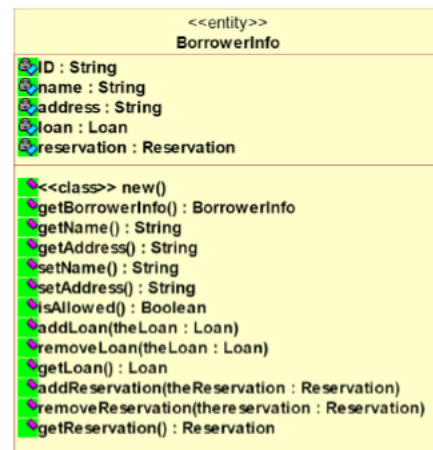 <<entity>>
BorrowerInfo
ID : String
name : String
address : String
loan : Loan
reservation : Reservation
<<class>> new()
getBorrowerInfo() : BorrowerInfo
getName() : String
getAddress() : String
setName() : String
setAddress() : String
isAllowed() : Boolean
addLoan(theLoan : Loan)
removeLoan(theLoan : Loan)
getLoan() : Loan
addReservation(theReservation : Reservation)
removeReservation(thereservation : Reservation)
getReservation() : Reservation